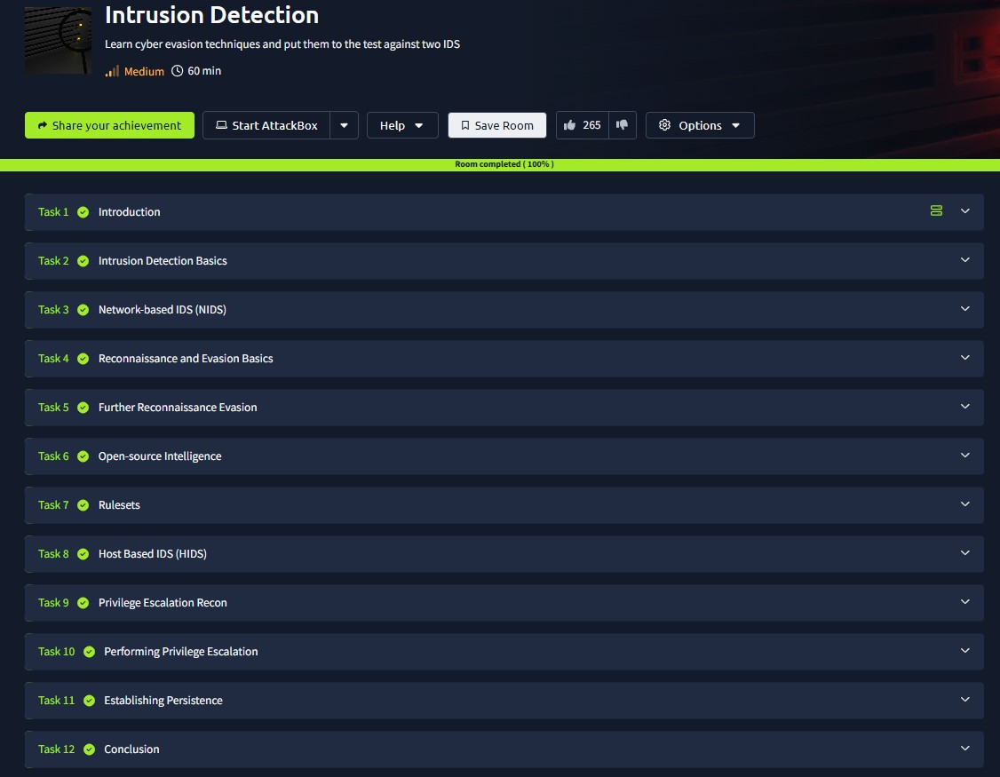 Intrusion Detection
Learn cyber evasion techniques and put them to the test against two IDS
Medium 60 min
Share your achievement Start AttackBox Help Save Room 265 Options
Room completed ( 100% )
Task 1 Introduction
Task 2 Intrusion Detection Basics
Task 3 Network-based IDS (NIDS)
Task 4 Reconnaissance and Evasion Basics
Task 5 Further Reconnaissance Evasion
Task 6 Open-source Intelligence
Task 7 Rulesets
Task 8 Host Based IDS (HIDS)
Task 9 Privilege Escalation Recon
Task 10 Performing Privilege Escalation
Task 11 Establishing Persistence
Task 12 Conclusion